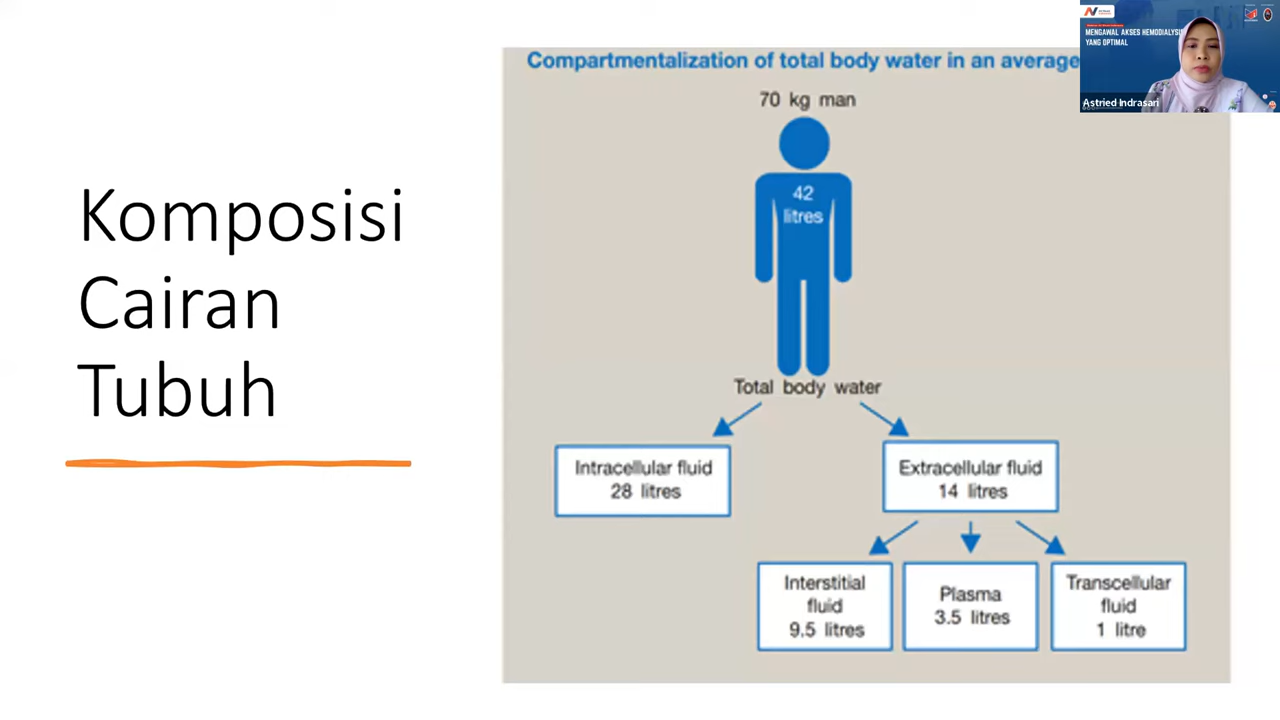 Komposisi
Cairan
Tubuh
Compartmentalization of total body water in an average
70 kg man
42
litres
Total body water
Intracellular fluid
28 litres
Extracellular fluid
14 litres
Interstitial
fluid
9.5 litres
Plasma
3.5 litres
Transcellular
fluid
1 litre
MENGAWAL AKSES HEMODIALYSIS
YANG OPTIMAL
Astried Indrasari